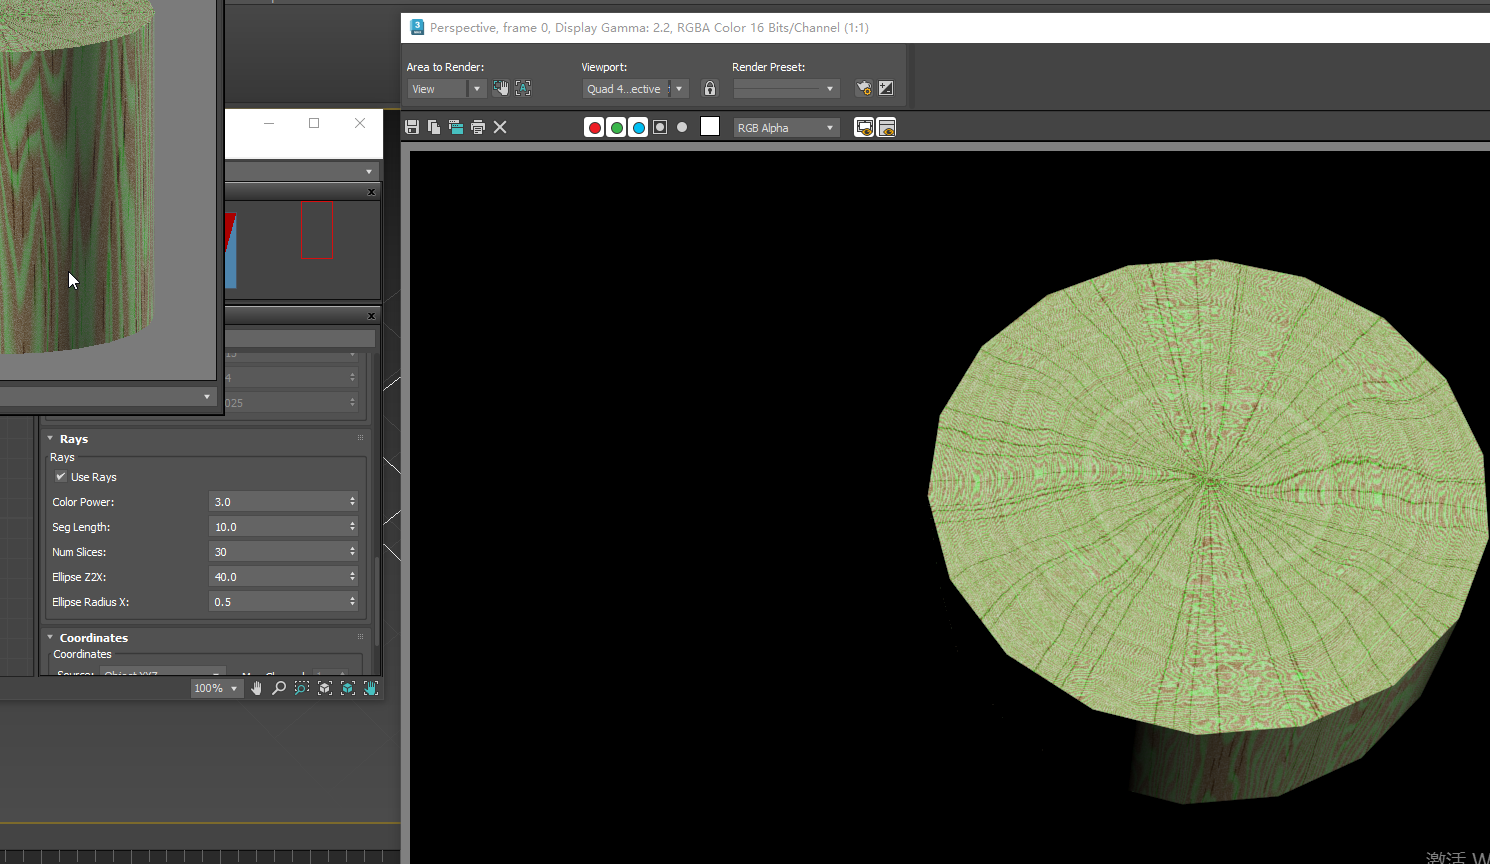 Perspective, frame 0, Display Gamma: 2.2, RGBA Color 16 Bits/Channel (1:1)
Area to Render:
Viewport:
Render Preset:
View
Quad 4...ective
RGB Alpha
4
025
Rays
Rays
Use Rays
Color Power:
3.0
Seg Length:
10.0
Num Slices:
30
Ellipse Z2X:
40.0
Ellipse Radius X:
0.5
Coordinates
Coordinates
100%
激活 W